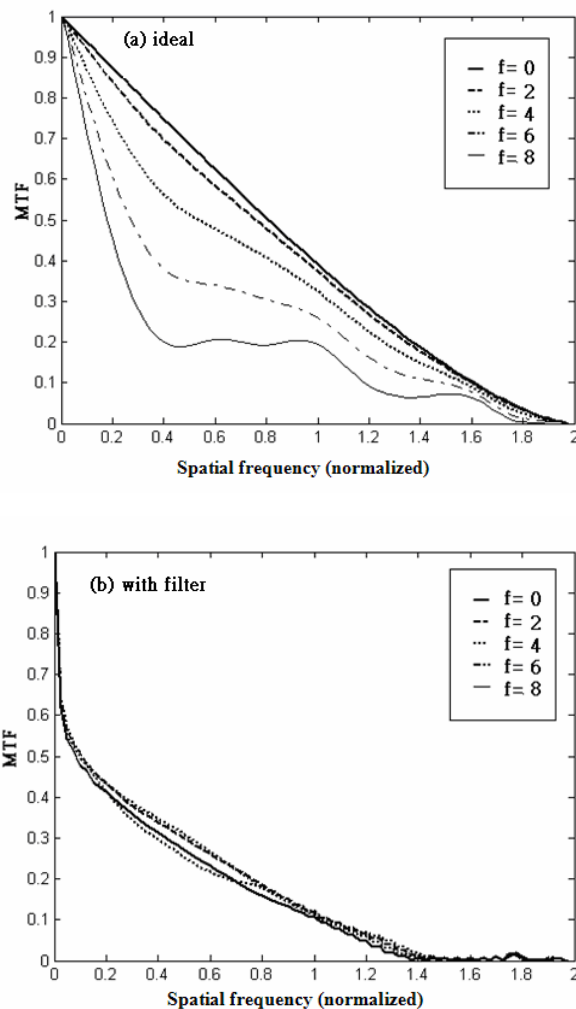 (a) ideal
f= 0
f= 2
f= 4
f= 6
f= 8
MTF
1
0.9
0.8
0.7
0.6
0.5
0.4
0.3
0.2
0.1
0
0 0.2 0.4 0.6 0.8 1 1.2 1.4 1.6 1.8 2
Spatial frequency (normalized)
(b) with filter
f= 0
f= 2
f= 4
f= 6
f= 8
MTF
1
0.9
0.8
0.7
0.6
0.5
0.4
0.3
0.2
0.1
0
0 0.2 0.4 0.6 0.8 1 1.2 1.4 1.6 1.8 2
Spatial frequency (normalized)